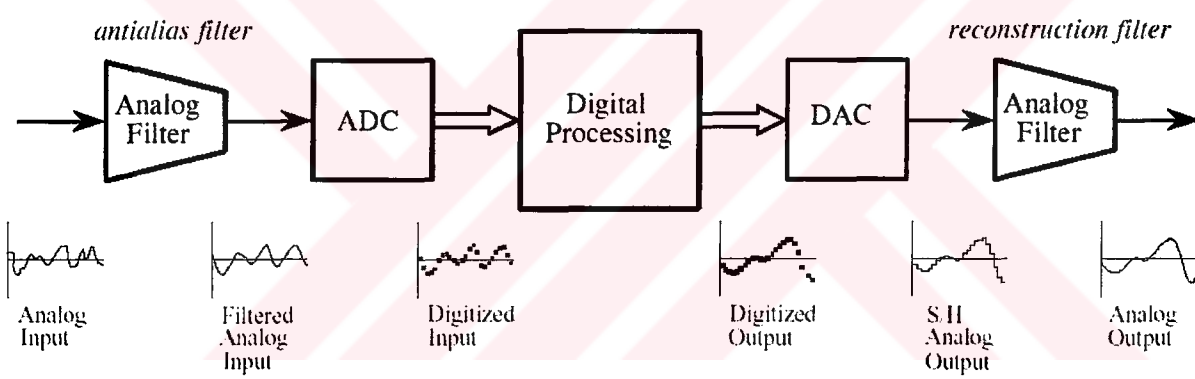 antialias filter
reconstruction filter
Analog
Filter
ADC
Digital
Processing
DAC
Analog
Filter
Analog
Input
Filtered
Analog
Input
Digitized
Input
Digitized
Output
S/H
Analog
Output
Analog
Output